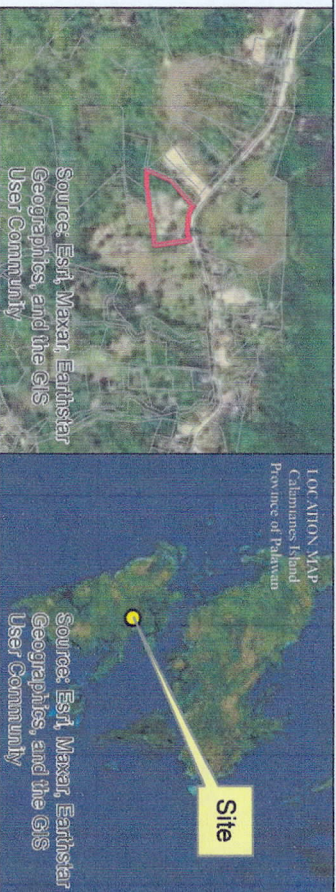 LOCATION MAP
Calamianes Island
Province of Palawan
Site
Source: Esri, Maxar, Earthstar
Geographics, and the GIS
User Community
Source: Esri, Maxar, Earthstar
Geographics, and the GIS
User Community